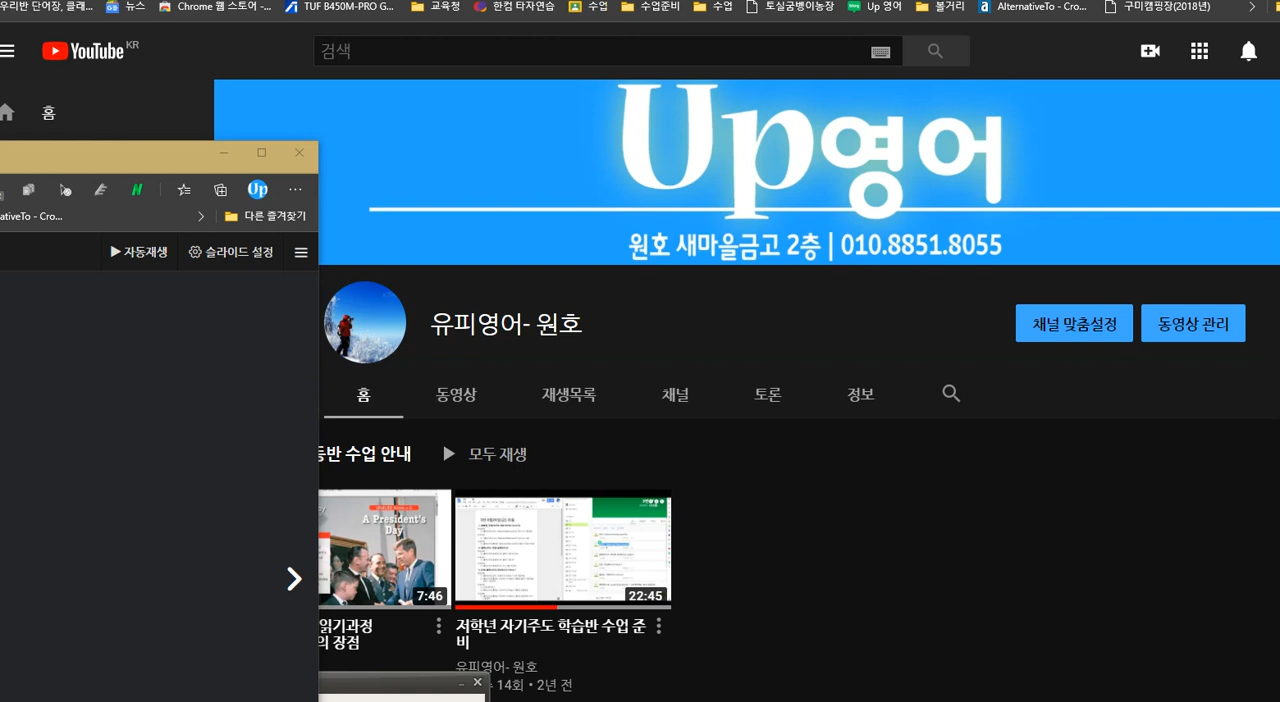 우리반 단어장, 클래... 뉴스 Chrome 웹 스토어 -... TUF B450M-PRO G... 교육청 한컴 타자연습 수업 수업준비 수업 토실궁뱅이농장 Up 영어 볼거리 AlternativeTo - Cro... 구미캠핑장(2018년)
YouTube KR
검색
홈
Up영어
원호 새마을금고 2층 | 010.8851.8055
Up
ativeTo - Cro...
다른 즐겨찾기
자동재생
슬라이드 설정
유피영어- 원호
채널 맞춤설정
동영상 관리
홈
동영상
재생목록
채널
토론
정보
등반 수업 안내
모두 재생
A President's
Day
7:46
22:45
읽기과정
의 장점
저학년 자기주도 학습반 수업 준
비
유피영어- 원호
14회 • 2년 전